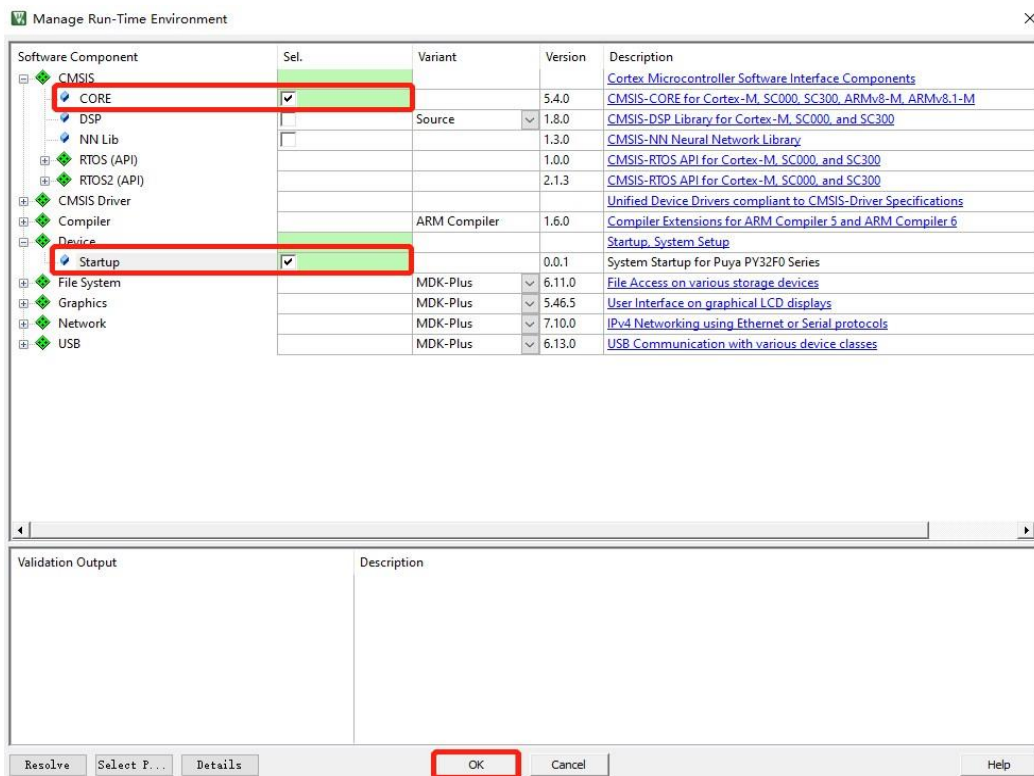 Manage Run-Time Environment
Software Component Sel. Variant Version Description
CMSIS Cortex Microcontroller Software Interface Components
CORE 5.4.0 CMSIS-CORE for Cortex-M, SC000, SC300, ARMv8-M, ARMv8.1-M
DSP Source 1.8.0 CMSIS-DSP Library for Cortex-M, SC000, and SC300
NN Lib 1.3.0 CMSIS-NN Neural Network Library
RTOS (API) 1.0.0 CMSIS-RTOS API for Cortex-M, SC000, and SC300
RTOS2 (API) 2.1.3 CMSIS-RTOS API for Cortex-M, SC000, and SC300
CMSIS Driver Unified Device Drivers compliant to CMSIS-Driver Specifications
Compiler ARM Compiler 1.6.0 Compiler Extensions for ARM Compiler 5 and ARM Compiler 6
Device Startup, System Setup
Startup 0.0.1 System Startup for Puya PY32F0 Series
File System MDK-Plus 6.11.0 File Access on various storage devices
Graphics MDK-Plus 5.46.5 User Interface on graphical LCD displays
Network MDK-Plus 7.10.0 IPv4 Networking using Ethernet or Serial protocols
USB MDK-Plus 6.13.0 USB Communication with various device classes
Validation Output Description
Resolve Select P... Details OK Cancel Help